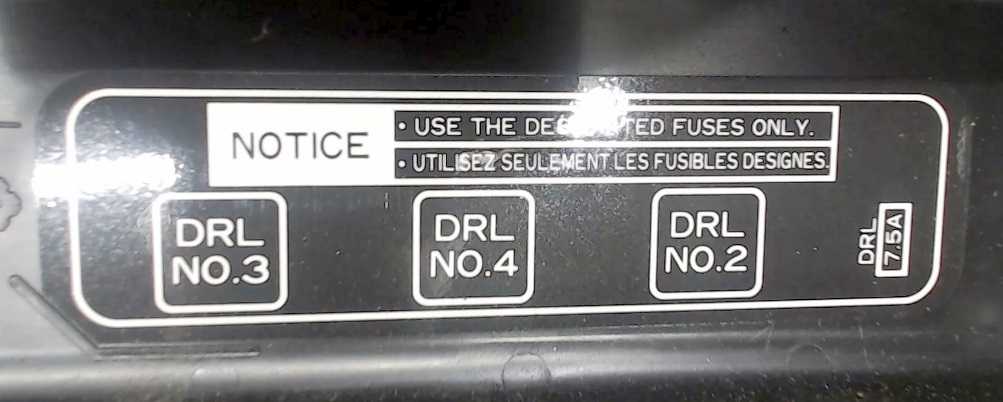 NOTICE
• USE THE FUSES ONLY.
• UTILISEZ SEULEMENT LES FUSIBLES DESIGNES.
DRL
NO.3
DRL
NO.4
DRL
NO.2
DRL
7.5A